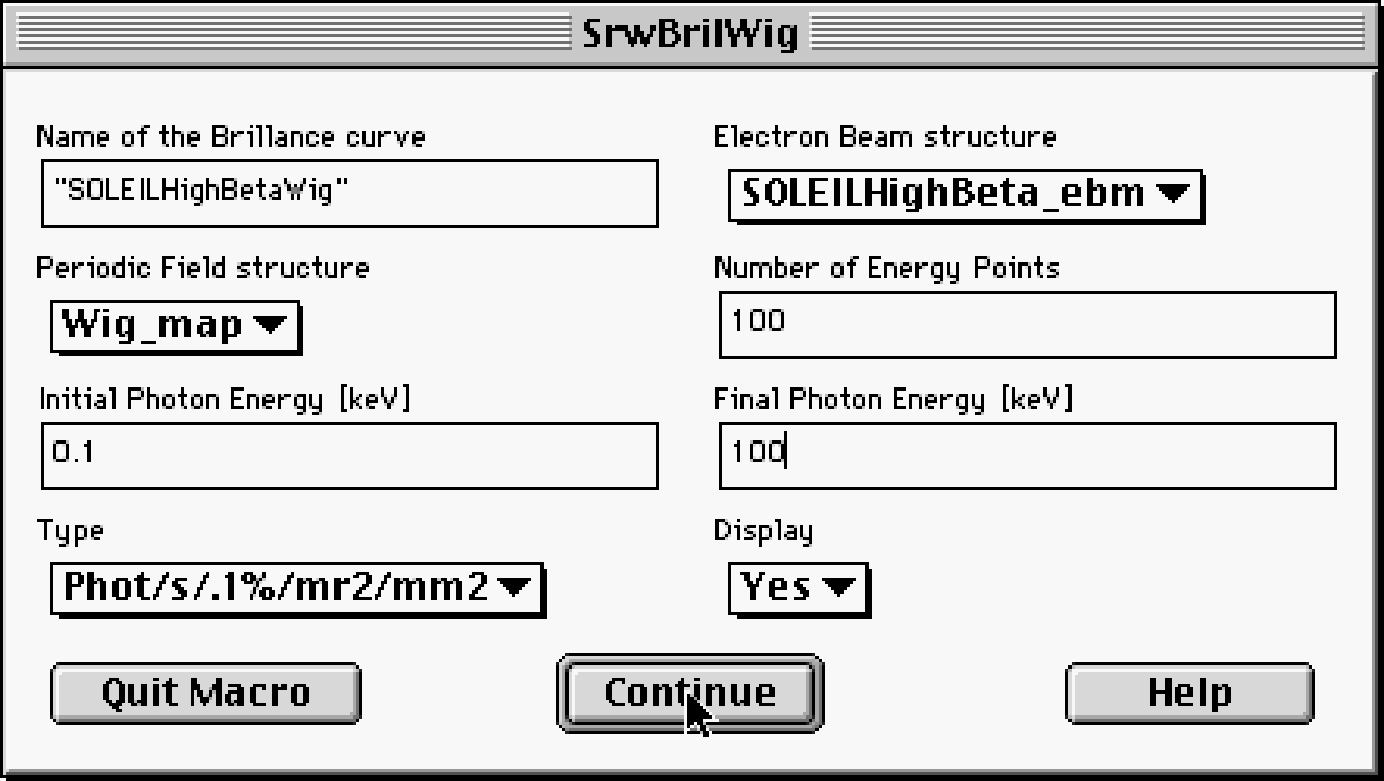 SrwBrilWig
Name of the Brillance curve
Electron Beam structure
"SOLEILHighBetaWig"
SOLEILHighBeta_ebm
Periodic Field structure
Number of Energy Points
Wig_map
100
Initial Photon Energy [keV]
Final Photon Energy [keV]
0.1
100
Type
Display
Phot/s/.1%/mr2/mm2
Yes
Quit Macro
Continue
Help